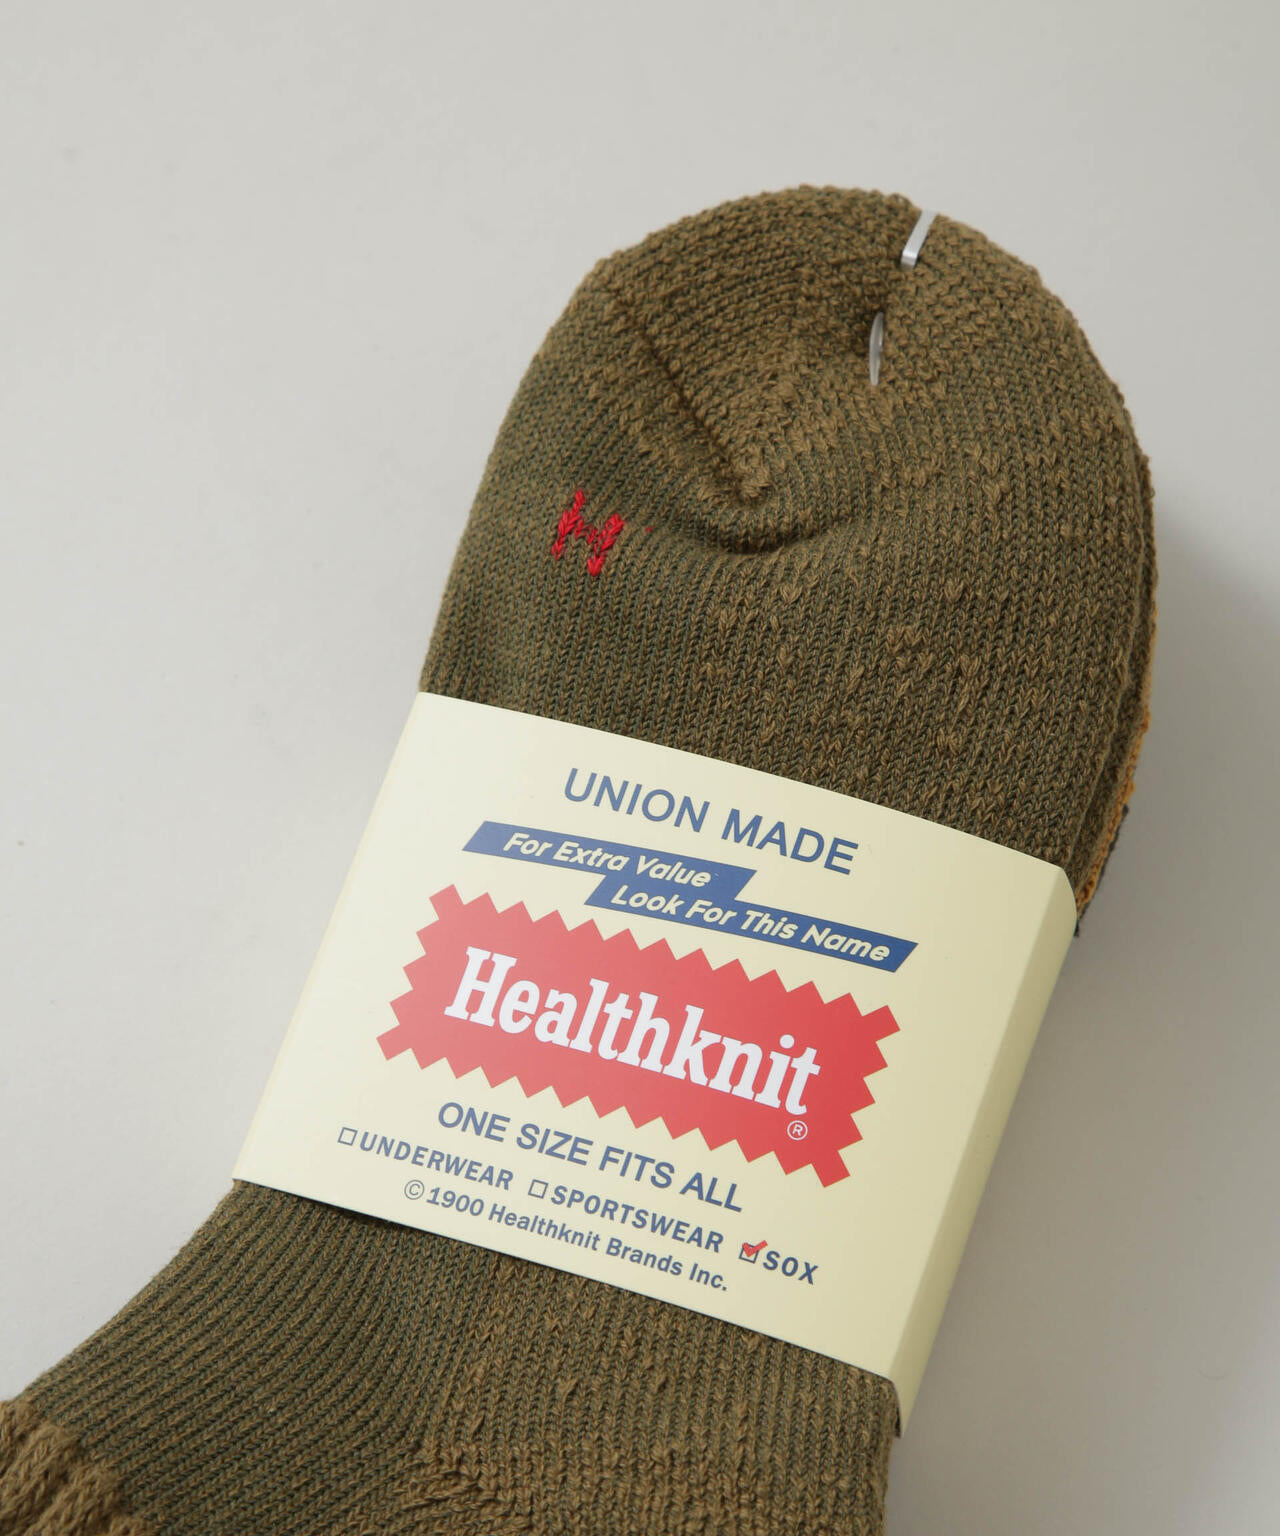 H
UNION MADE
For Extra Value
Look For This Name
Healthknit
®
ONE SIZE FITS ALL
UNDERWEAR SPORTSWEAR SOX
© 1900 Healthknit Brands Inc.